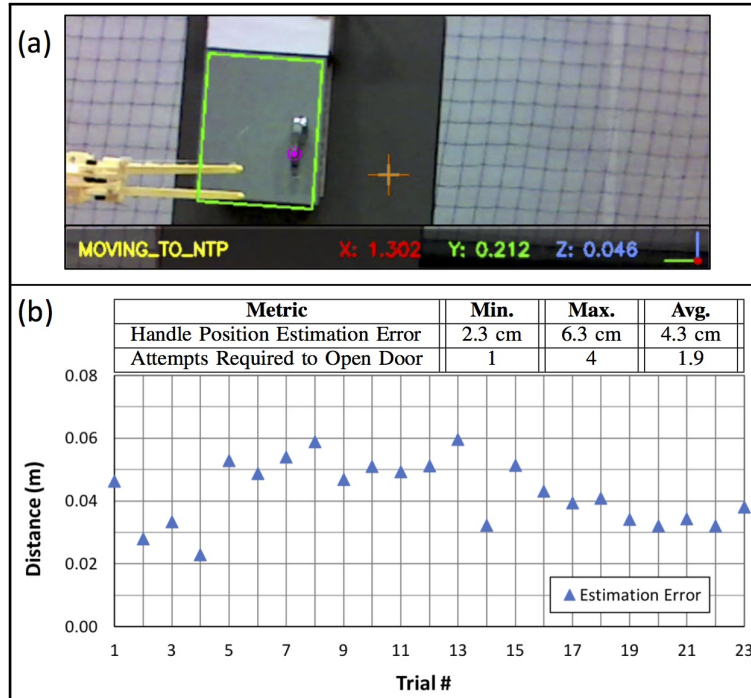 (a)
MOVING_TO_NTP X: 1.302 Y: 0.212 Z: 0.046
(b)
Metric Min. Max. Avg.
Handle Position Estimation Error 2.3 cm 6.3 cm 4.3 cm
Attempts Required to Open Door 1 4 1.9
0.08
0.06
0.04
0.02
0.00
Distance (m)
Estimation Error
1 3 5 7 9 11 13 15 17 19 21 23
Trial #